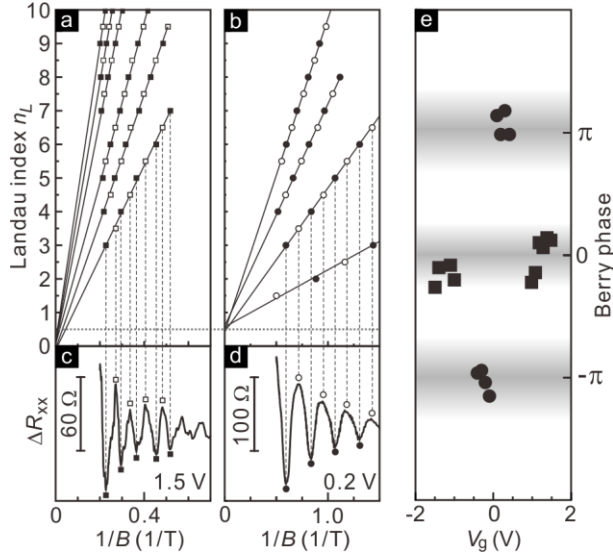 a
b
e
Landau index n_L
10
9
8
7
6
5
4
3
2
1
0
π
0
-π
Berry phase
c
d
ΔR_xx
60 Ω
100 Ω
1.5 V
0.2 V
0 0.4
0 1.0
-2 0 2
1/B (1/T)
1/B (1/T)
V_g (V)